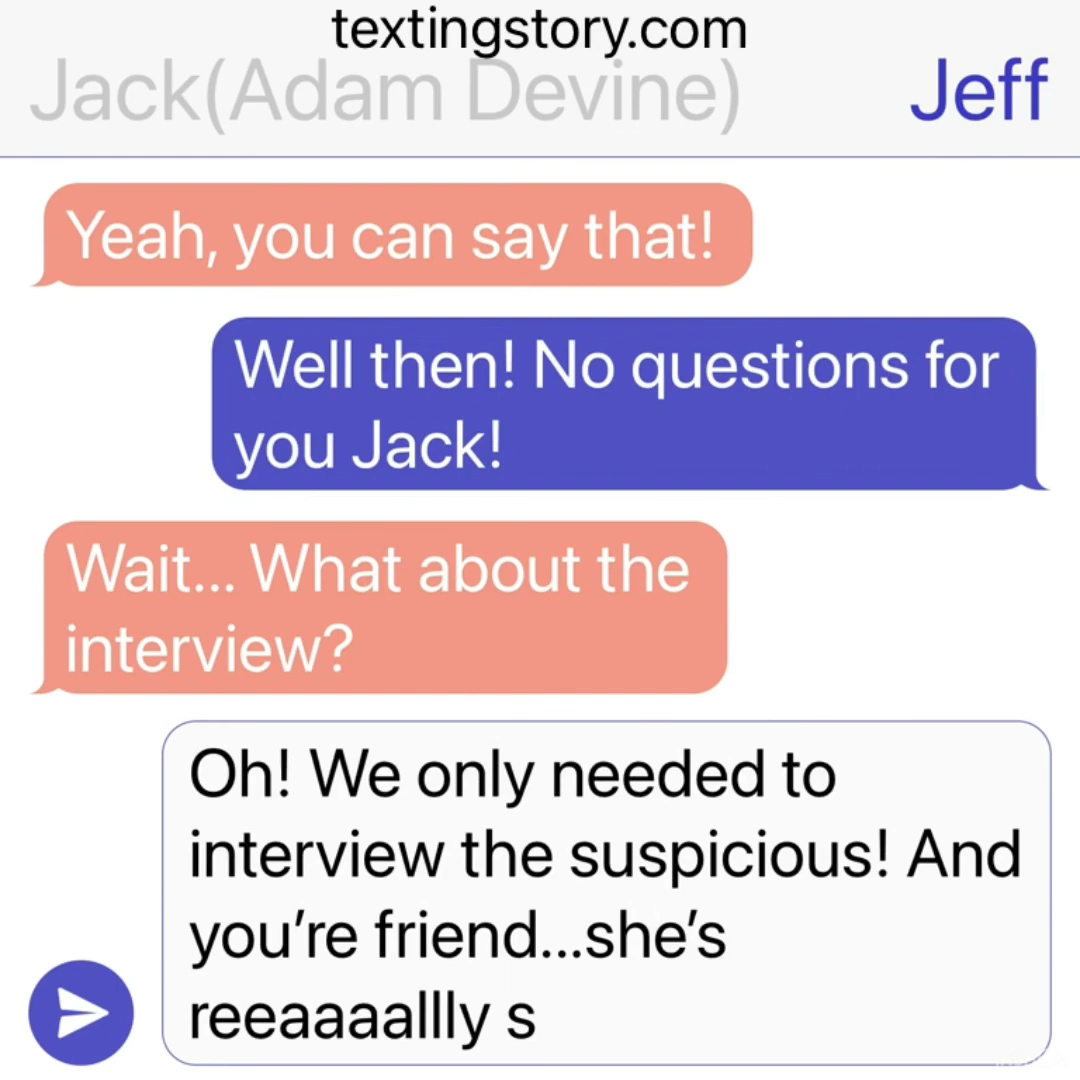 textingstory.com
Jack(Adam Devine)
Jeff
Yeah, you can say that!
Well then! No questions for
you Jack!
Wait... What about the
interview?
Oh! We only needed to
interview the suspicious! And
you’re friend...she’s
reeaaaallly s